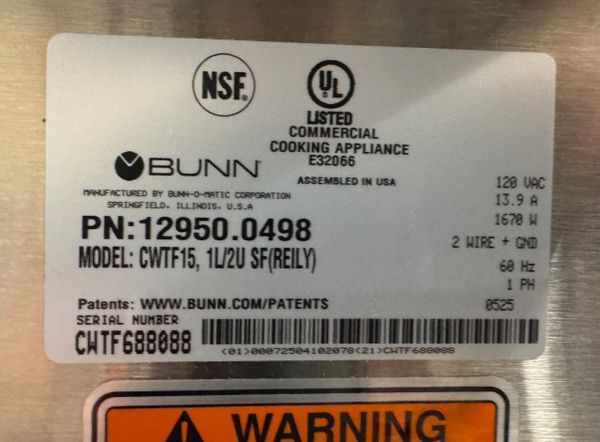 NSF®
UL®
LISTED
COMMERCIAL
COOKING APPLIANCE
E32066
BUNN®
ASSEMBLED IN USA
MANUFACTURED BY BUNN-O-MATIC CORPORATION
SPRINGFIELD, ILLINOIS, U.S.A
120 VAC
13.9 A
1670 W
PN:12950.0498
2 WIRE + GND
MODEL: CWTF15, 1L/2U SF(REILY)
60 Hz
1 PH
Patents: WWW.BUNN.COM/PATENTS
0525
SERIAL NUMBER
CWTF688088
(01)00072504102078(21)CWTF688088
WARNING